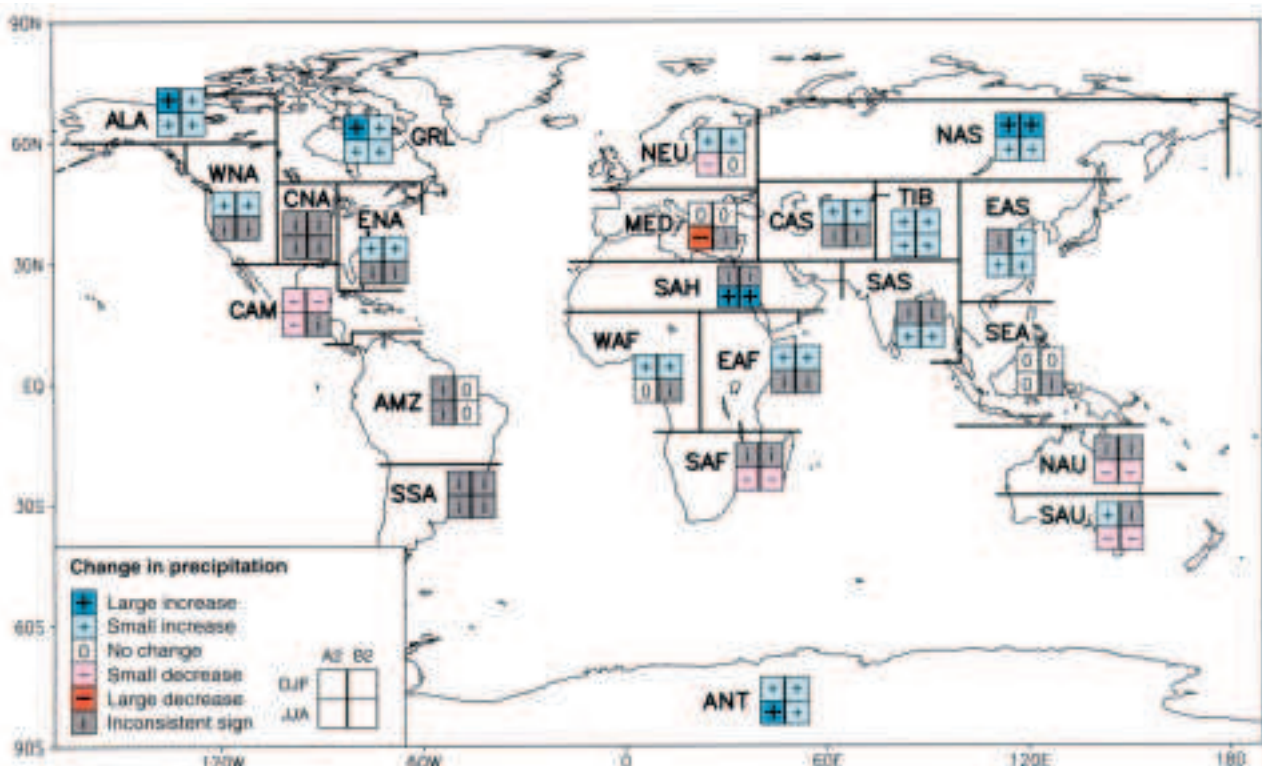 90N
ALA
GRL
NAS
60N
NEU
WNA
CNA
TIB
ENA
MED
CAS
EAS
30N
SAH
SAS
CAM
WAF
SEA
EAF
EQ
AMZ
SAF
NAU
SSA
30S
SAU
Change in precipitation
+ Large increase
+ Small increase
60S
0 No change
A2 B2
- Small decrease
DJF
- Large decrease
JJA
i Inconsistent sign
ANT
90S
120W 60W 0 60E 120E 180